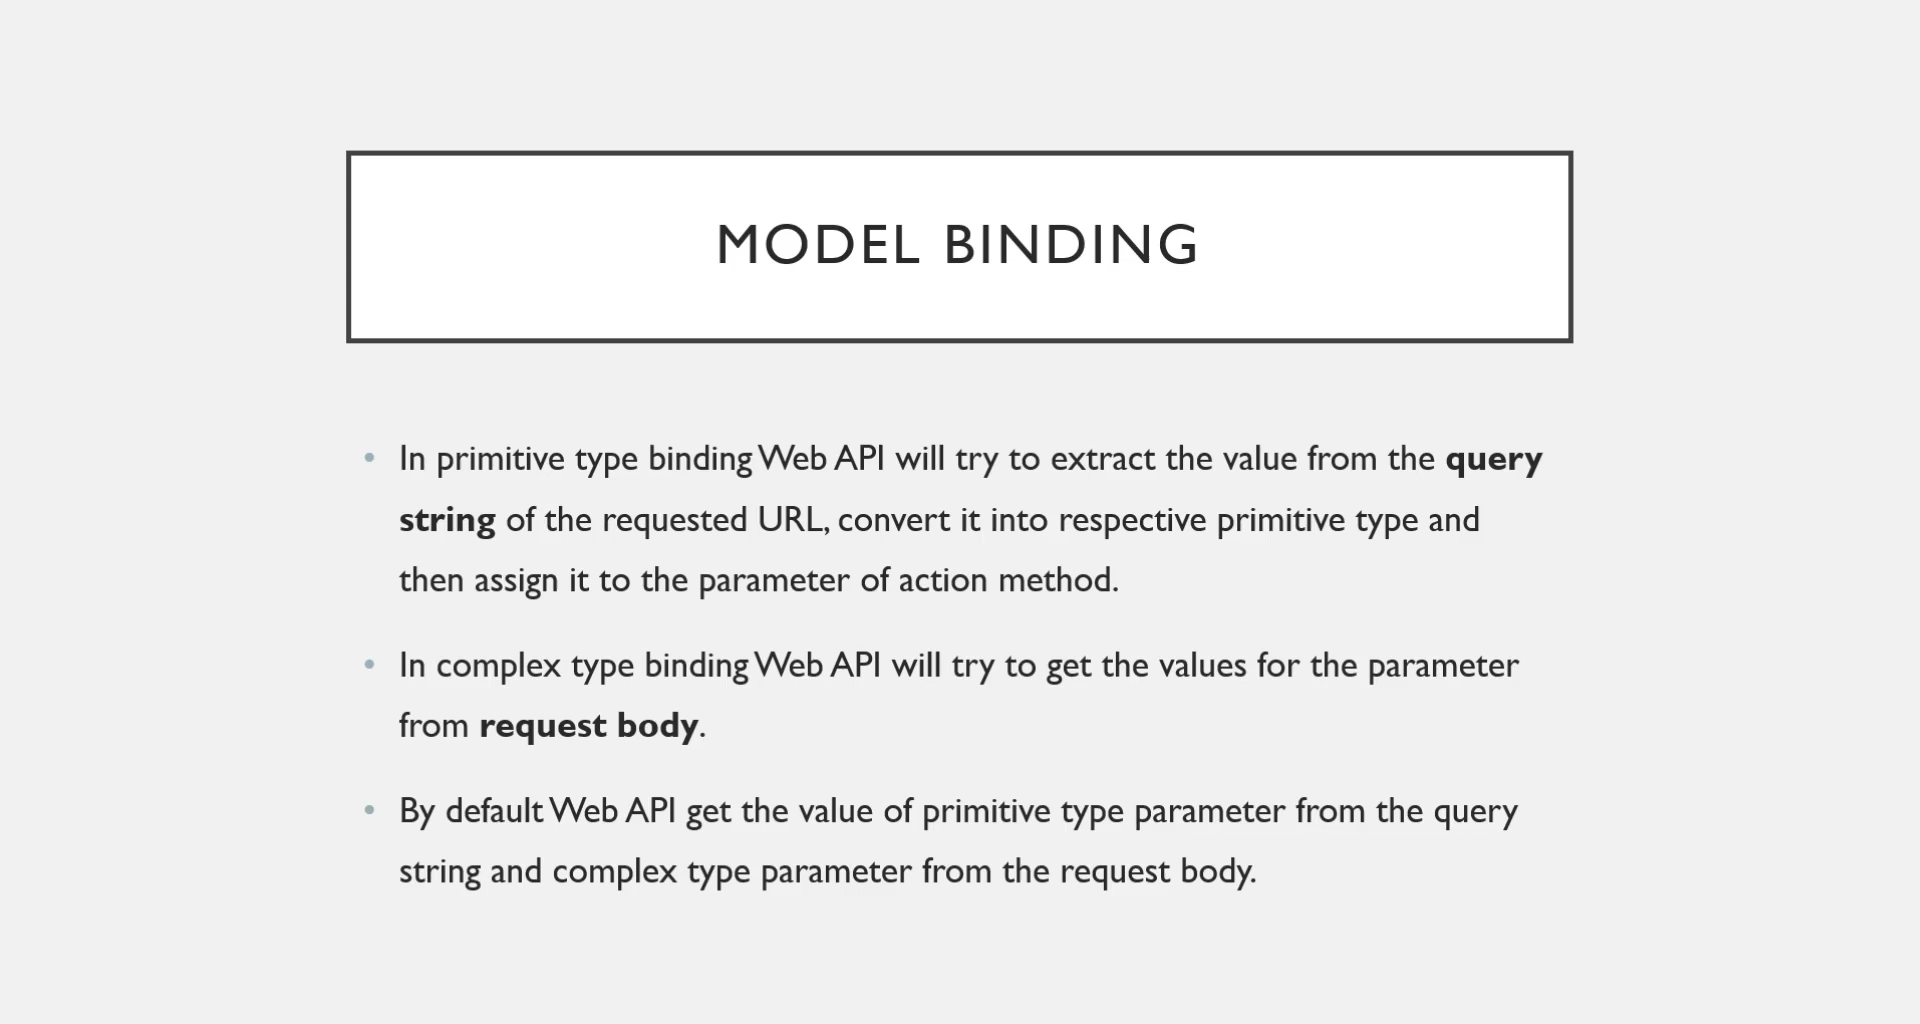 MODEL BINDING
• In primitive type binding Web API will try to extract the value from the query
string of the requested URL, convert it into respective primitive type and
then assign it to the parameter of action method.
• In complex type binding Web API will try to get the values for the parameter
from request body.
• By default Web API get the value of primitive type parameter from the query
string and complex type parameter from the request body.